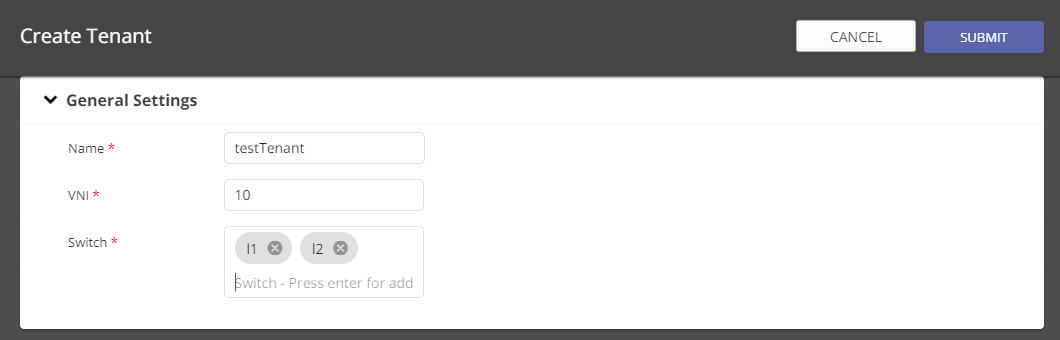 Create Tenant
CANCEL
SUBMIT
General Settings
Name *
testTenant
VNI *
10
Switch *
l1
l2
Switch - Press enter for add